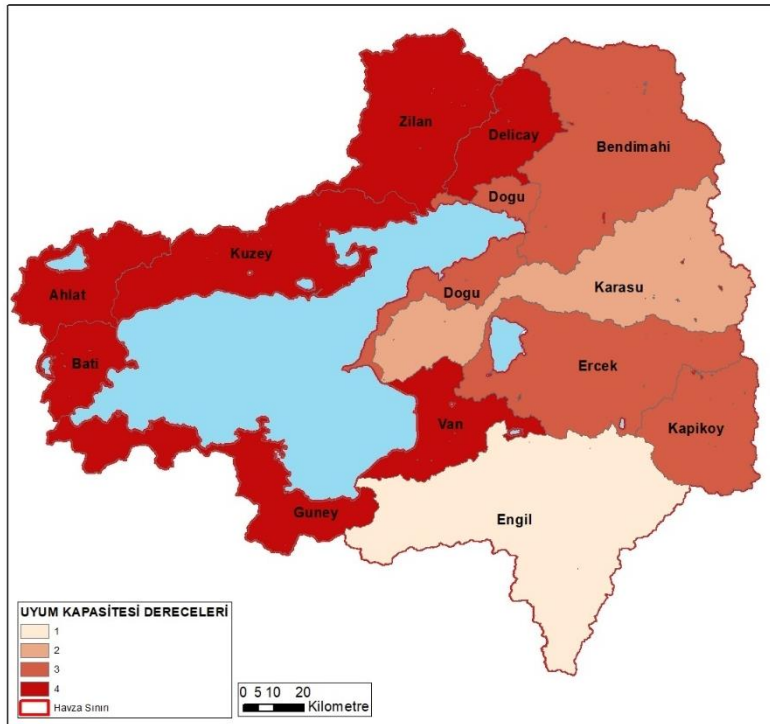 Zilan
Delicay
Bendimahi
Dogu
Kuzey
Ahlat
Dogu
Karasu
Bati
Ercek
Van
Kapikoy
Guney
Engil
UYUM KAPASİTESİ DERECELERİ
1
2
3
4
Havza Sınırı
0 5 10 20
Kilometre